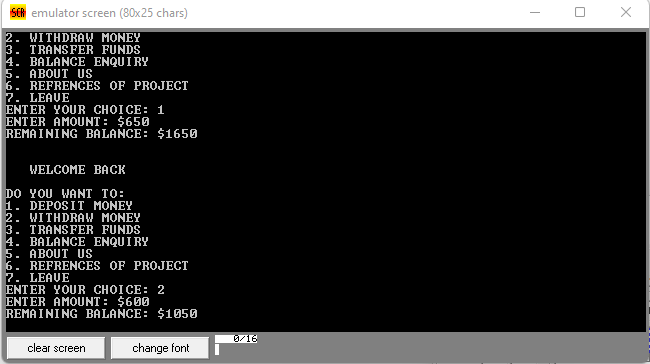 emulator screen (80x25 chars)
2. WITHDRAW MONEY
3. TRANSFER FUNDS
4. BALANCE ENQUIRY
5. ABOUT US
6. REFRENCES OF PROJECT
7. LEAVE
ENTER YOUR CHOICE: 1
ENTER AMOUNT: $650
REMAINING BALANCE: $1650
WELCOME BACK
DO YOU WANT TO:
1. DEPOSIT MONEY
2. WITHDRAW MONEY
3. TRANSFER FUNDS
4. BALANCE ENQUIRY
5. ABOUT US
6. REFRENCES OF PROJECT
7. LEAVE
ENTER YOUR CHOICE: 2
ENTER AMOUNT: $600
REMAINING BALANCE: $1050
clear screen change font 0/16